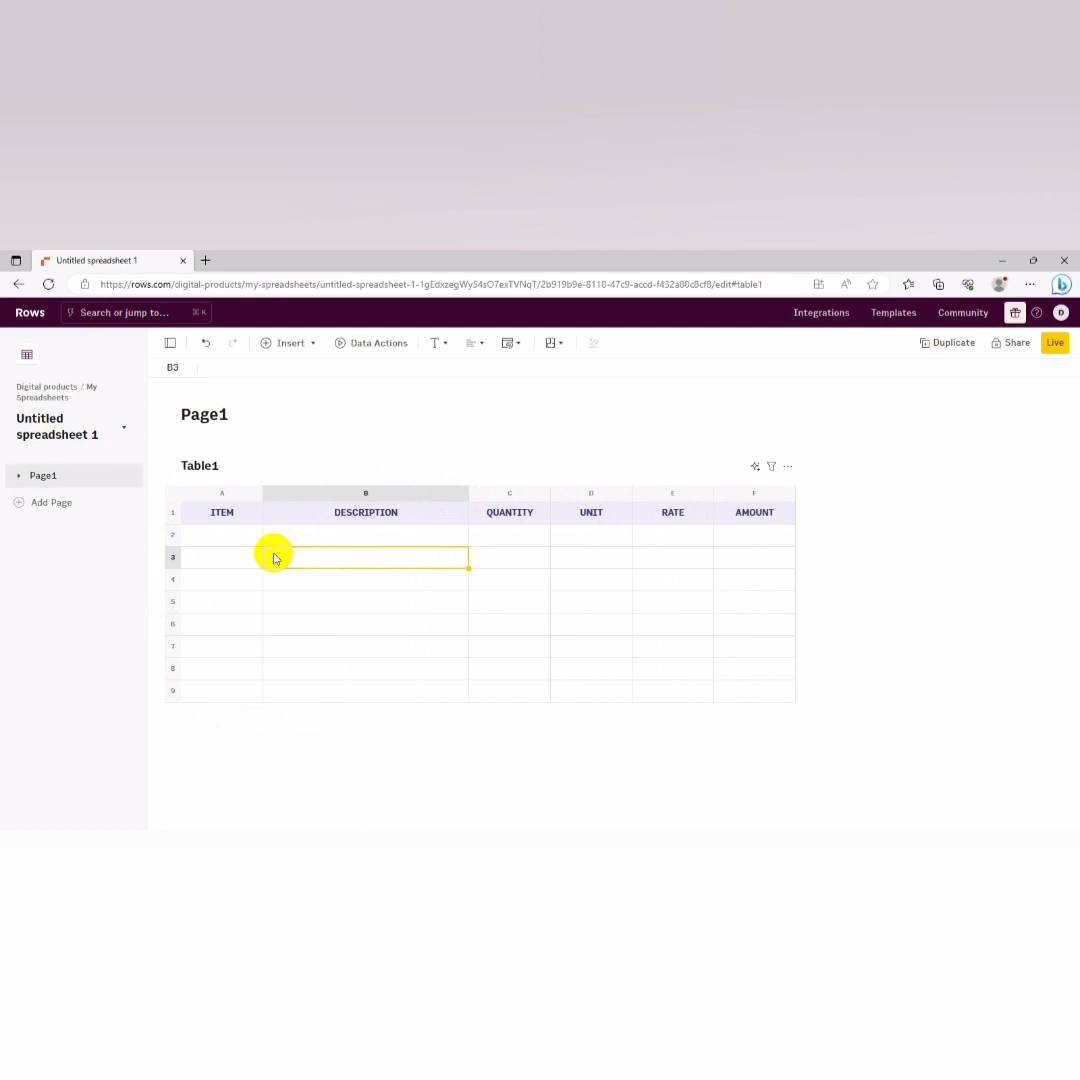 Untitled spreadsheet 1
https://rows.com/digital-products/my-spreadsheets/untitled-spreadsheet-1-1gEdxzegWy54sO7exTVNqT/2b919b9e-8118-47c9-accd-f432a88c8cf8/edit#table1
Rows Search or jump to... ⌘ K Integrations Templates Community ? D
Insert Data Actions T Duplicate Share Live
B3
Digital products / My
Spreadsheets
Untitled
spreadsheet 1
Page1
Add Page
Page1
Table1
A B C D E F
1 ITEM DESCRIPTION QUANTITY UNIT RATE AMOUNT
2
3
4
5
6
7
8
9